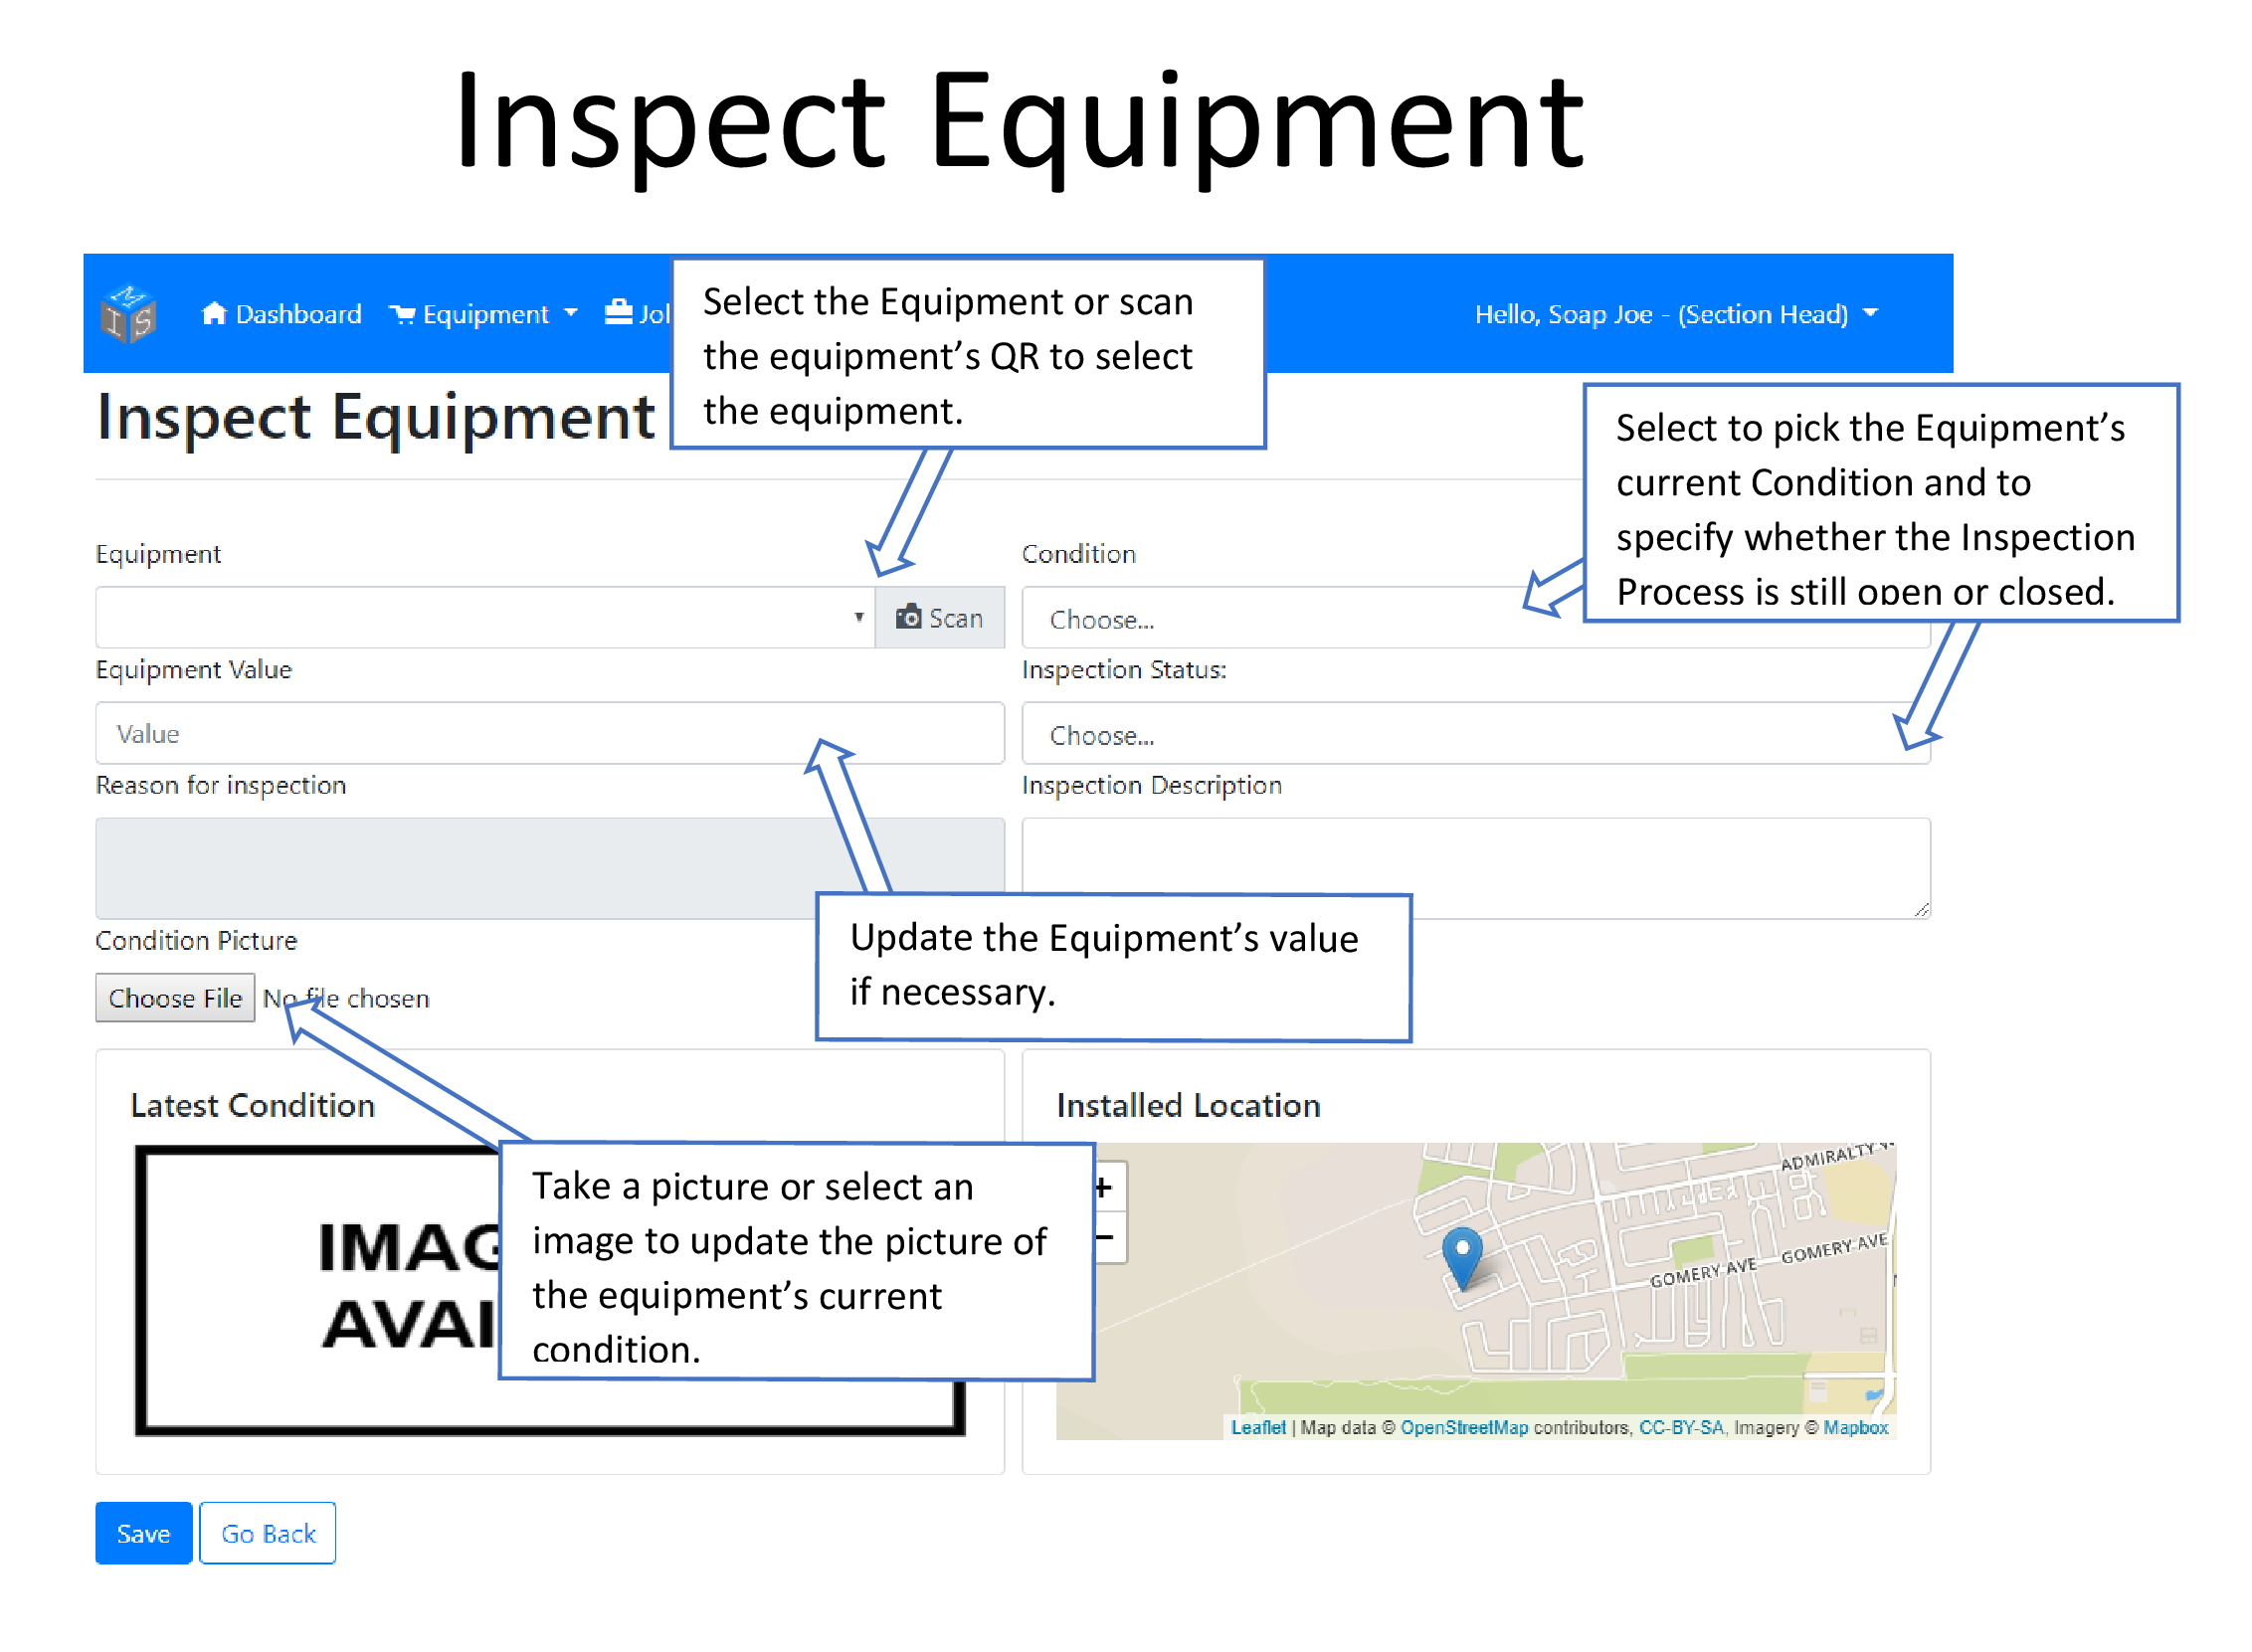 Inspect Equipment
MIS
Dashboard Equipment
Hello, Soap Joe - (Section Head)
Select the Equipment or scan
the equipment's QR to select
the equipment.
Inspect Equipment
Select to pick the Equipment's
current Condition and to
specify whether the Inspection
Process is still open or closed.
Equipment
Condition
Scan
Choose...
Equipment Value
Inspection Status:
Value
Choose...
Reason for inspection
Inspection Description
Update the Equipment's value
if necessary.
Condition Picture
Choose File No file chosen
Latest Condition
Installed Location
Take a picture or select an
image to update the picture of
the equipment's current
condition.
+
−
GOMERY AVE
GOMERY AVE
Leaflet | Map data © OpenStreetMap contributors, CC-BY-SA, Imagery © Mapbox
Save Go Back